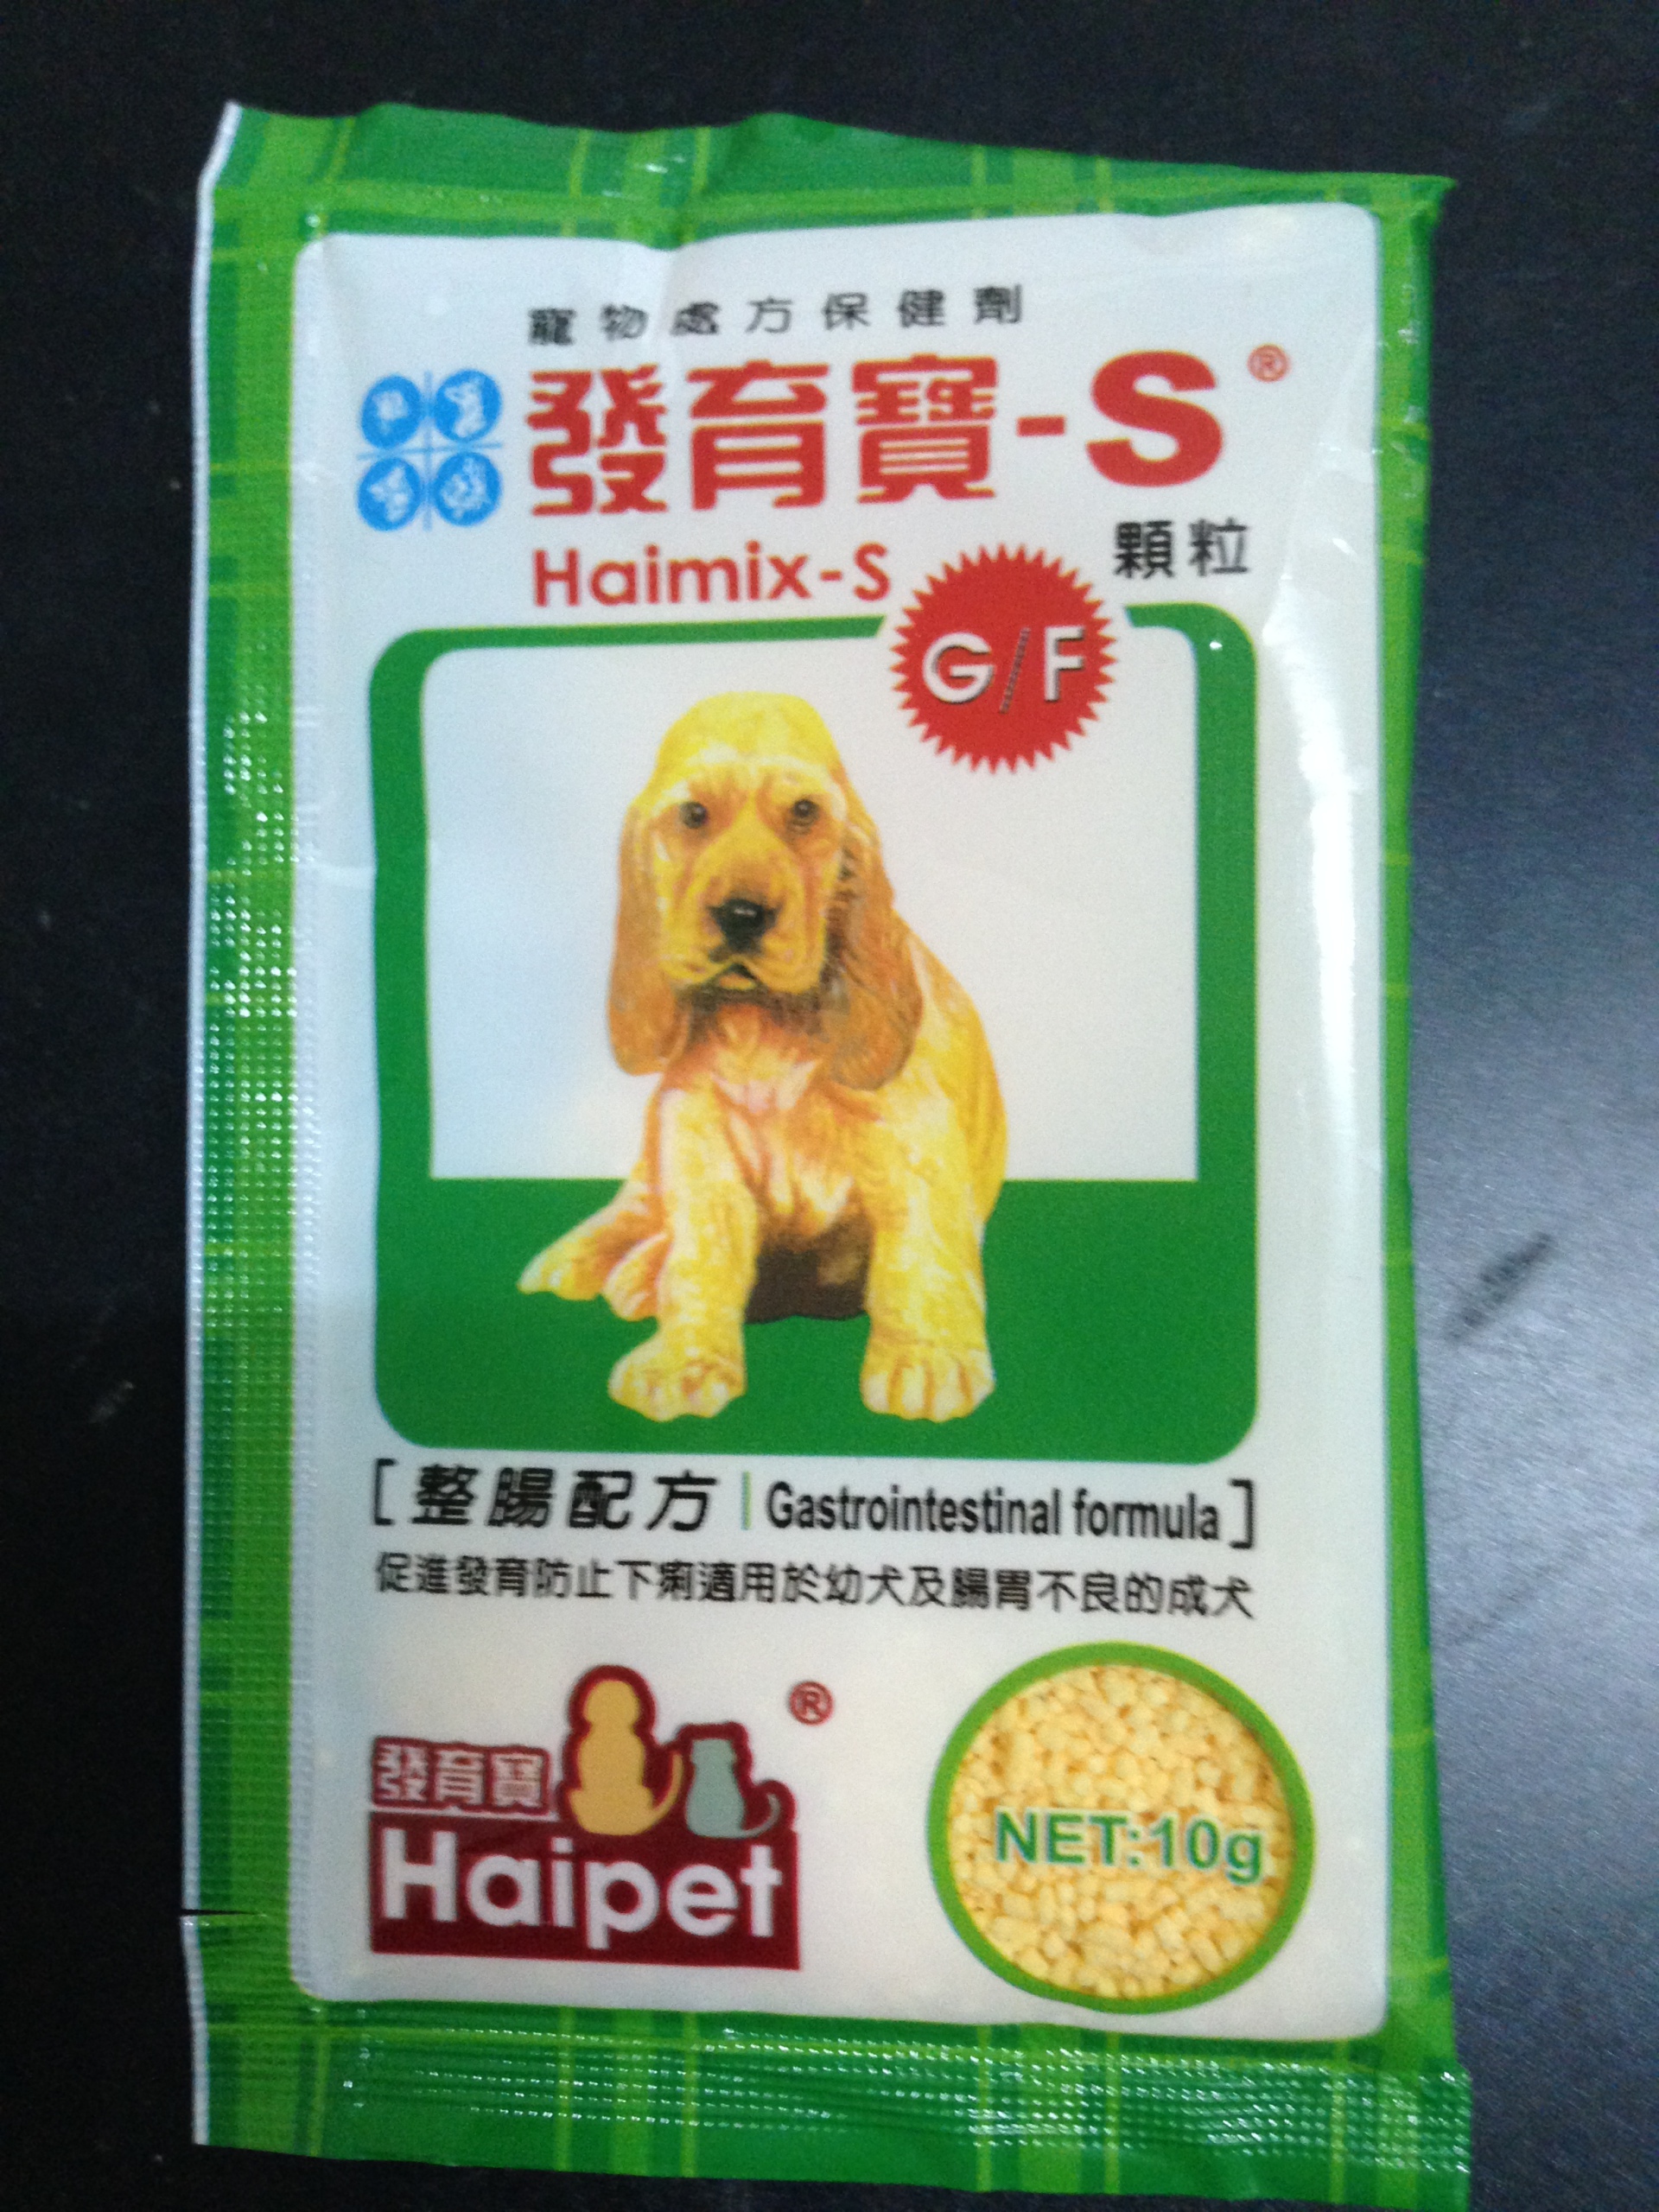 寵物處方保健劑
發育寶-S®
Haimix-S
顆粒
G/F
[整腸配方|Gastrointestinal formula]
促進發育防止下痢適用於幼犬及腸胃不良的成犬
發育寶
®
Haipet
NET:10g